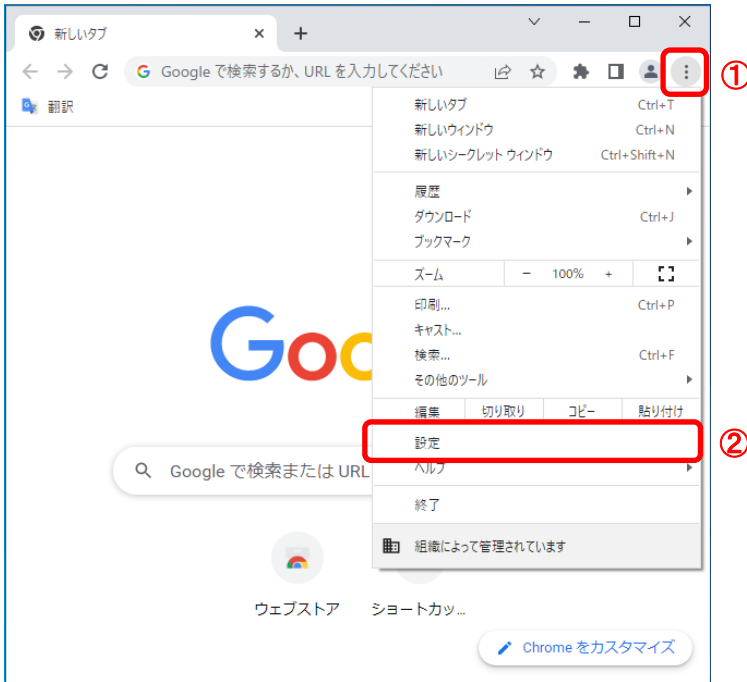 新しいタブ
Google で検索するか、URL を入力してください
①
翻訳
新しいタブ Ctrl+T
新しいウィンドウ Ctrl+N
新しいシークレット ウィンドウ Ctrl+Shift+N
履歴
ダウンロード Ctrl+J
ブックマーク
ズーム − 100% +
印刷... Ctrl+P
キャスト...
検索... Ctrl+F
その他のツール
編集 切り取り コピー 貼り付け
設定
②
ヘルプ
終了
組織によって管理されています
Goo
Google で検索または URL
ウェブストア ショートカッ...
Chrome をカスタマイズ